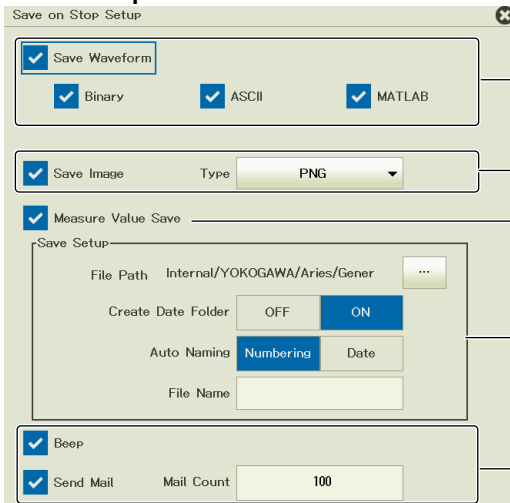 Save on Stop Setup
Save Waveform
Binary ASCII MATLAB
Save Image Type PNG
Measure Value Save
Save Setup
File Path Internal/YOKOGAWA/Aries/Gener ...
Create Date Folder OFF ON
Auto Naming Numbering Date
File Name
Beep
Send Mail Mail Count 100